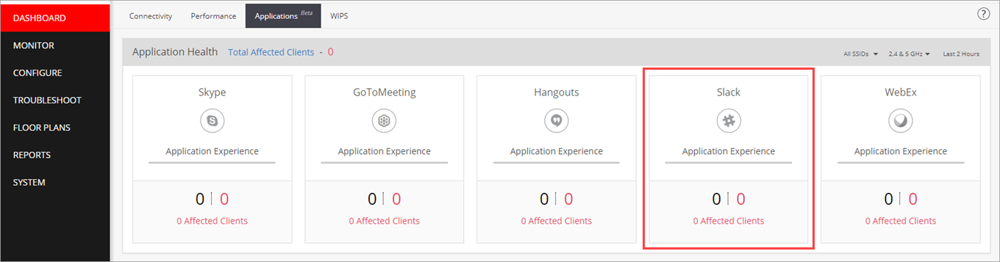 DASHBOARD
MONITOR
CONFIGURE
TROUBLESHOOT
FLOOR PLANS
REPORTS
SYSTEM
Connectivity Performance Applications Beta WIPS ?
Application Health Total Affected Clients - 0 All SSIDs 2.4 & 5 GHz Last 2 Hours
Skype
Application Experience
0 0
0 Affected Clients
GoToMeeting
Application Experience
0 0
0 Affected Clients
Hangouts
Application Experience
0 0
0 Affected Clients
Slack
Application Experience
0 0
0 Affected Clients
WebEx
Application Experience
0 0
0 Affected Clients